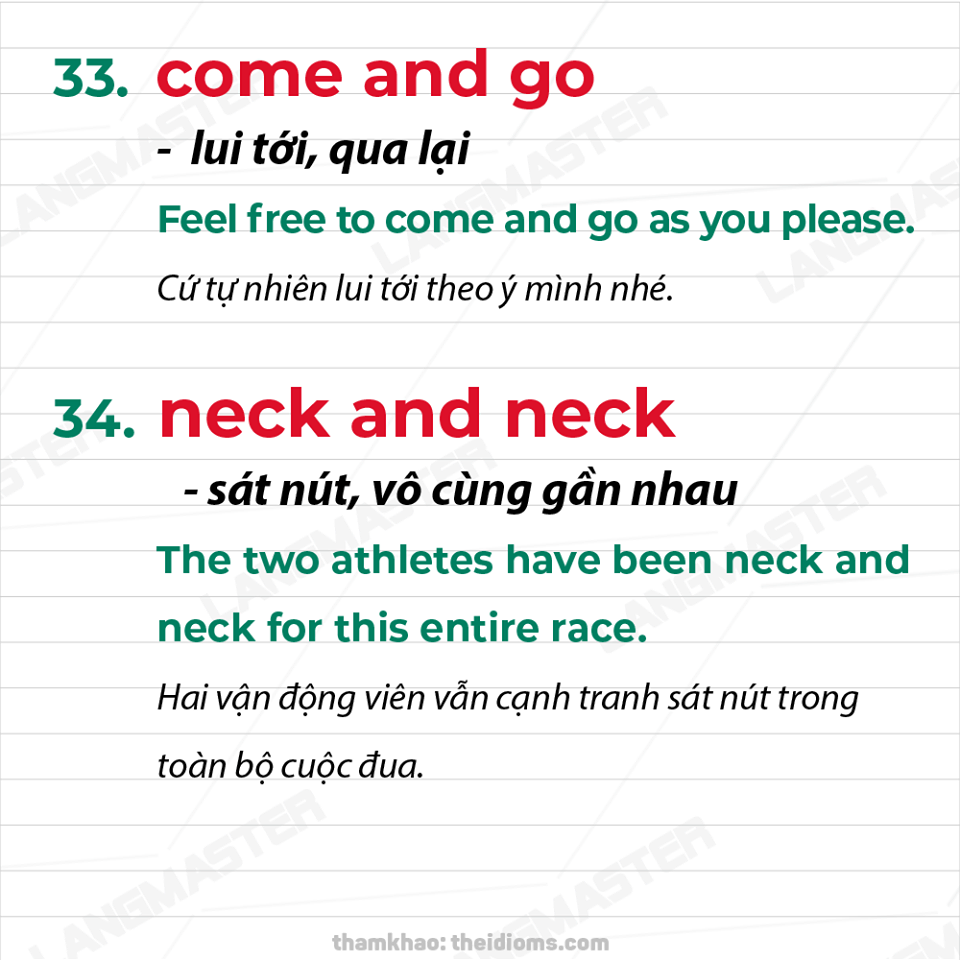 33. come and go
- lui tới, qua lại
Feel free to come and go as you please.
Cứ tự nhiên lui tới theo ý mình nhé.
34. neck and neck
- sát nút, vô cùng gần nhau
The two athletes have been neck and
neck for this entire race.
Hai vận động viên vẫn cạnh tranh sát nút trong
toàn bộ cuộc đua.
LANGMASTER
LANGMASTER
LANGMASTER
LANGMASTER
LANGMASTER
LANGMASTER
LANGMASTER
thamkhao: theidioms.com